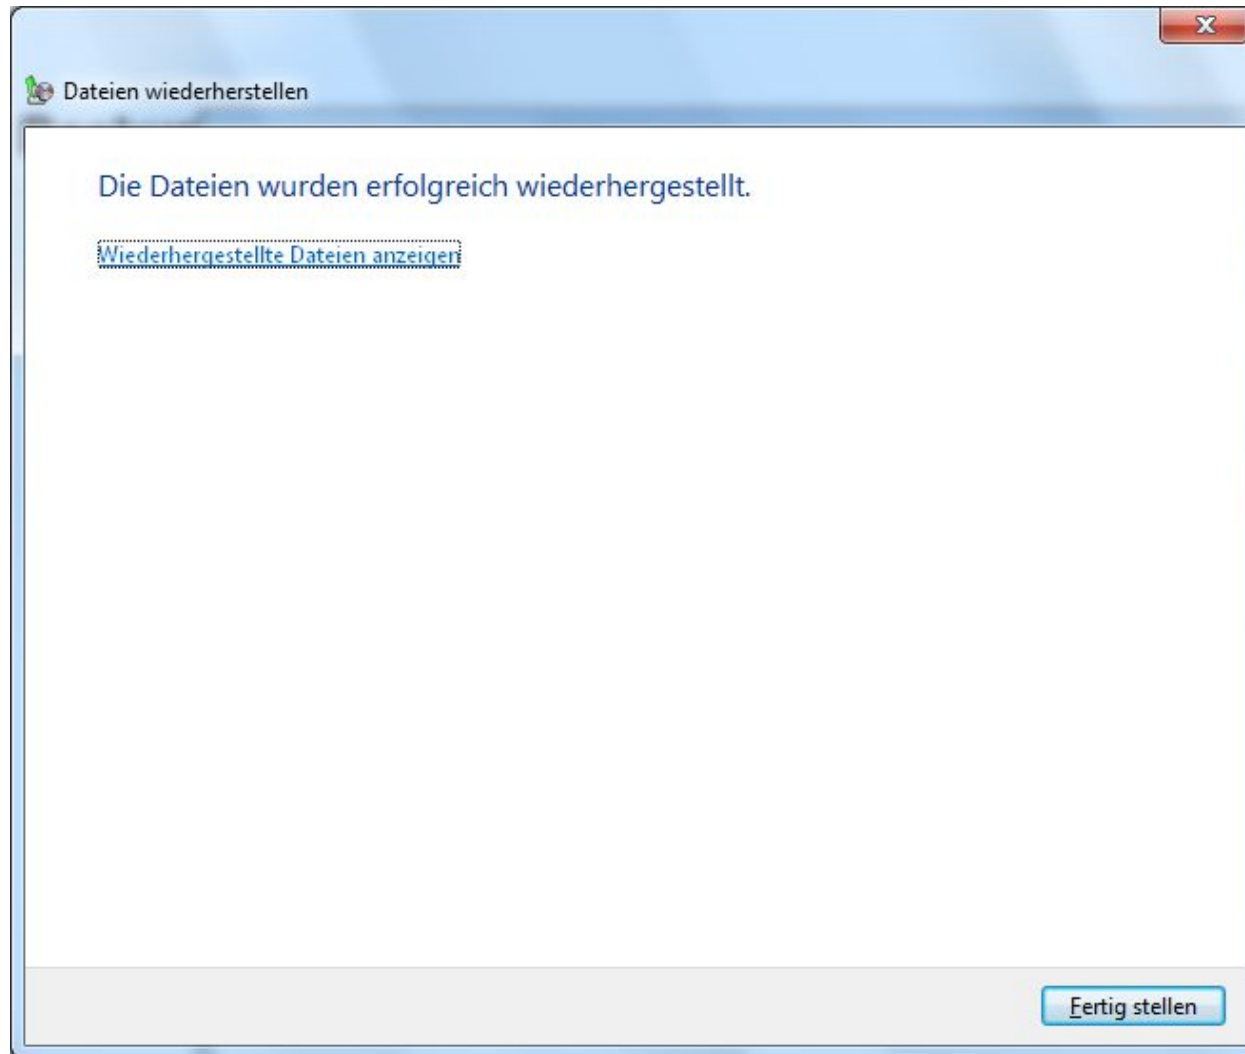 Dateien wiederherstellen
Die Dateien wurden erfolgreich wiederhergestellt.
Wiederhergestellte Dateien anzeigen
Fertig stellen